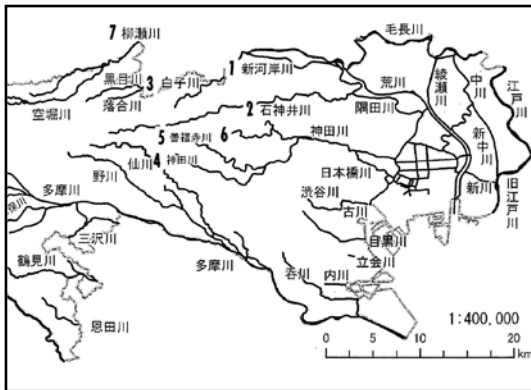 毛長川
7 柳瀬川
1
新河岸川
荒川
綾瀬川
中川
江戸川
黒目川
3
白子川
落合川
空堀川
2 石神井川
隅田川
新中川
5 善福寺川
6
神田川
仙川
4 神田川
野川
日本橋川
多摩川
渋谷川
新川
旧江戸川
古川
三沢川
目黒川
鶴見川
立会川
多摩川
呑川
内川
恩田川
1:400,000
0 5 10 15 20
km